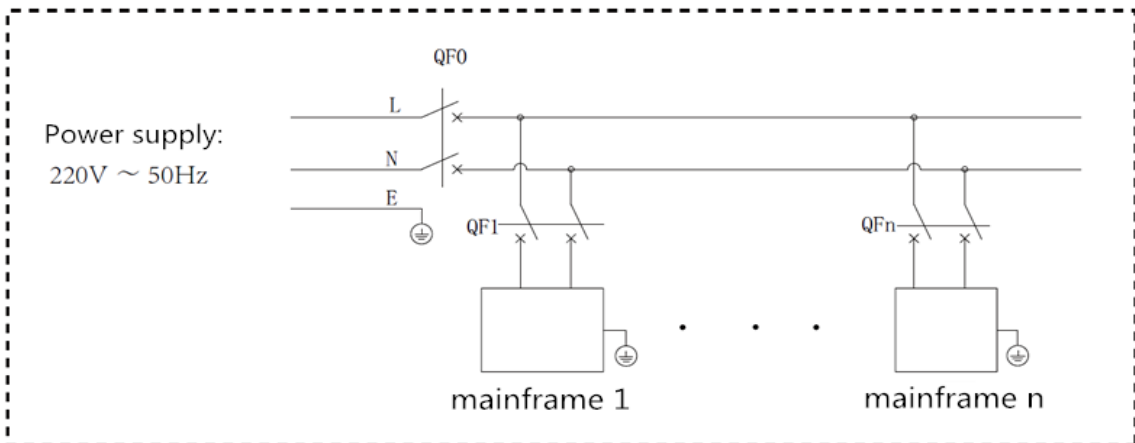 QF0
L
Power supply:
N
220V ~ 50Hz
E
QF1
QFn
mainframe 1
mainframe n